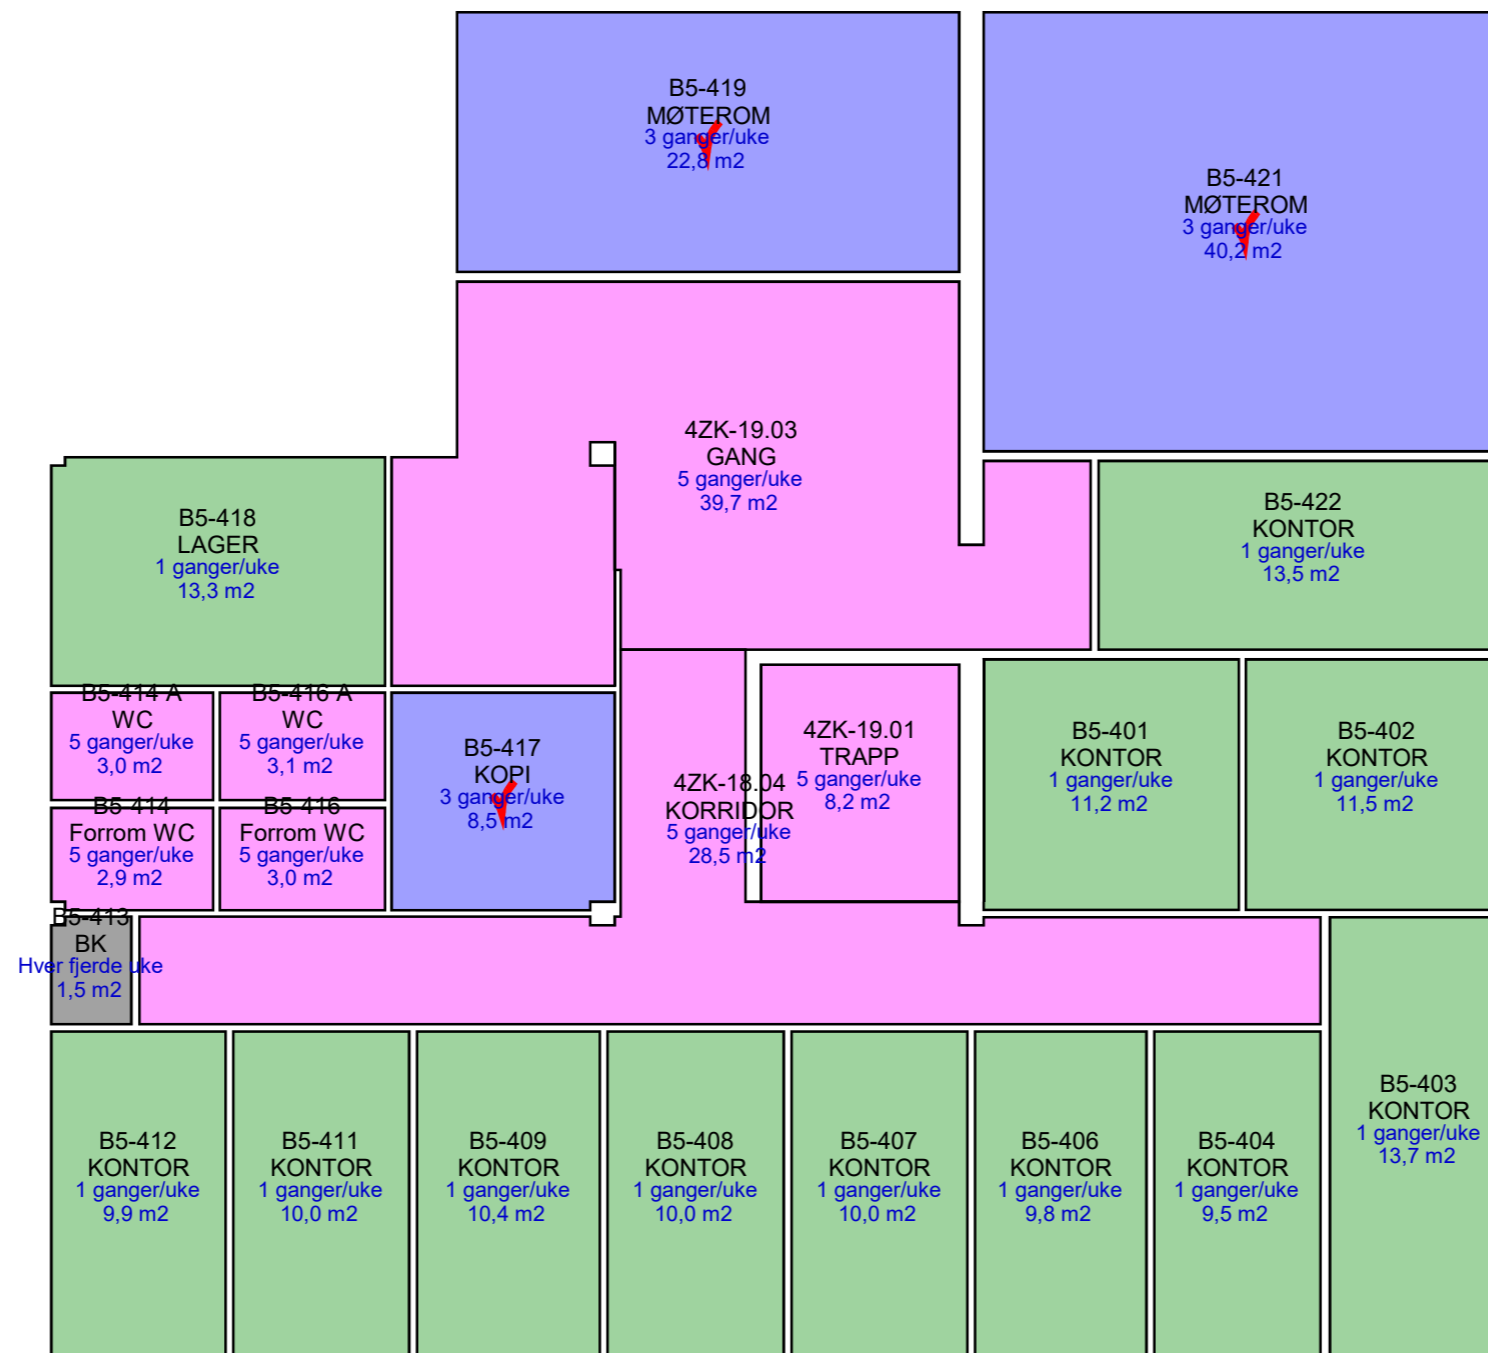 B5-419
MØTEROM
3 ganger/uke
22,8 m2
B5-421
MØTEROM
3 ganger/uke
40,2 m2
4ZK-19.03
GANG
5 ganger/uke
39,7 m2
B5-418
LAGER
1 ganger/uke
13,3 m2
B5-422
KONTOR
1 ganger/uke
13,5 m2
B5-414 A
WC
5 ganger/uke
3,0 m2
B5-416 A
WC
5 ganger/uke
3,1 m2
B5-417
KOPI
3 ganger/uke
8,5 m2
4ZK-18.04
KORRIDOR
5 ganger/uke
28,5 m2
4ZK-19.01
TRAPP
5 ganger/uke
8,2 m2
B5-401
KONTOR
1 ganger/uke
11,2 m2
B5-402
KONTOR
1 ganger/uke
11,5 m2
B5-414
Forrom WC
5 ganger/uke
2,9 m2
B5-416
Forrom WC
5 ganger/uke
3,0 m2
B5-413
BK
Hver fjerde uke
1,5 m2
B5-412
KONTOR
1 ganger/uke
9,9 m2
B5-411
KONTOR
1 ganger/uke
10,0 m2
B5-409
KONTOR
1 ganger/uke
10,4 m2
B5-408
KONTOR
1 ganger/uke
10,0 m2
B5-407
KONTOR
1 ganger/uke
10,0 m2
B5-406
KONTOR
1 ganger/uke
9,8 m2
B5-404
KONTOR
1 ganger/uke
9,5 m2
B5-403
KONTOR
1 ganger/uke
13,7 m2